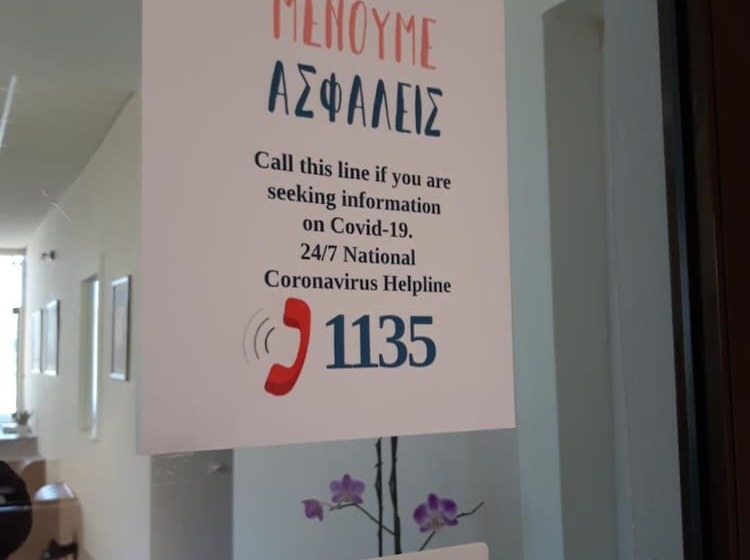 ΜΕΝΟΥΜΕ
ΑΣΦΑΛΕΙΣ
Call this line if you are
seeking information
on Covid-19.
24/7 National
Coronavirus Helpline
1135